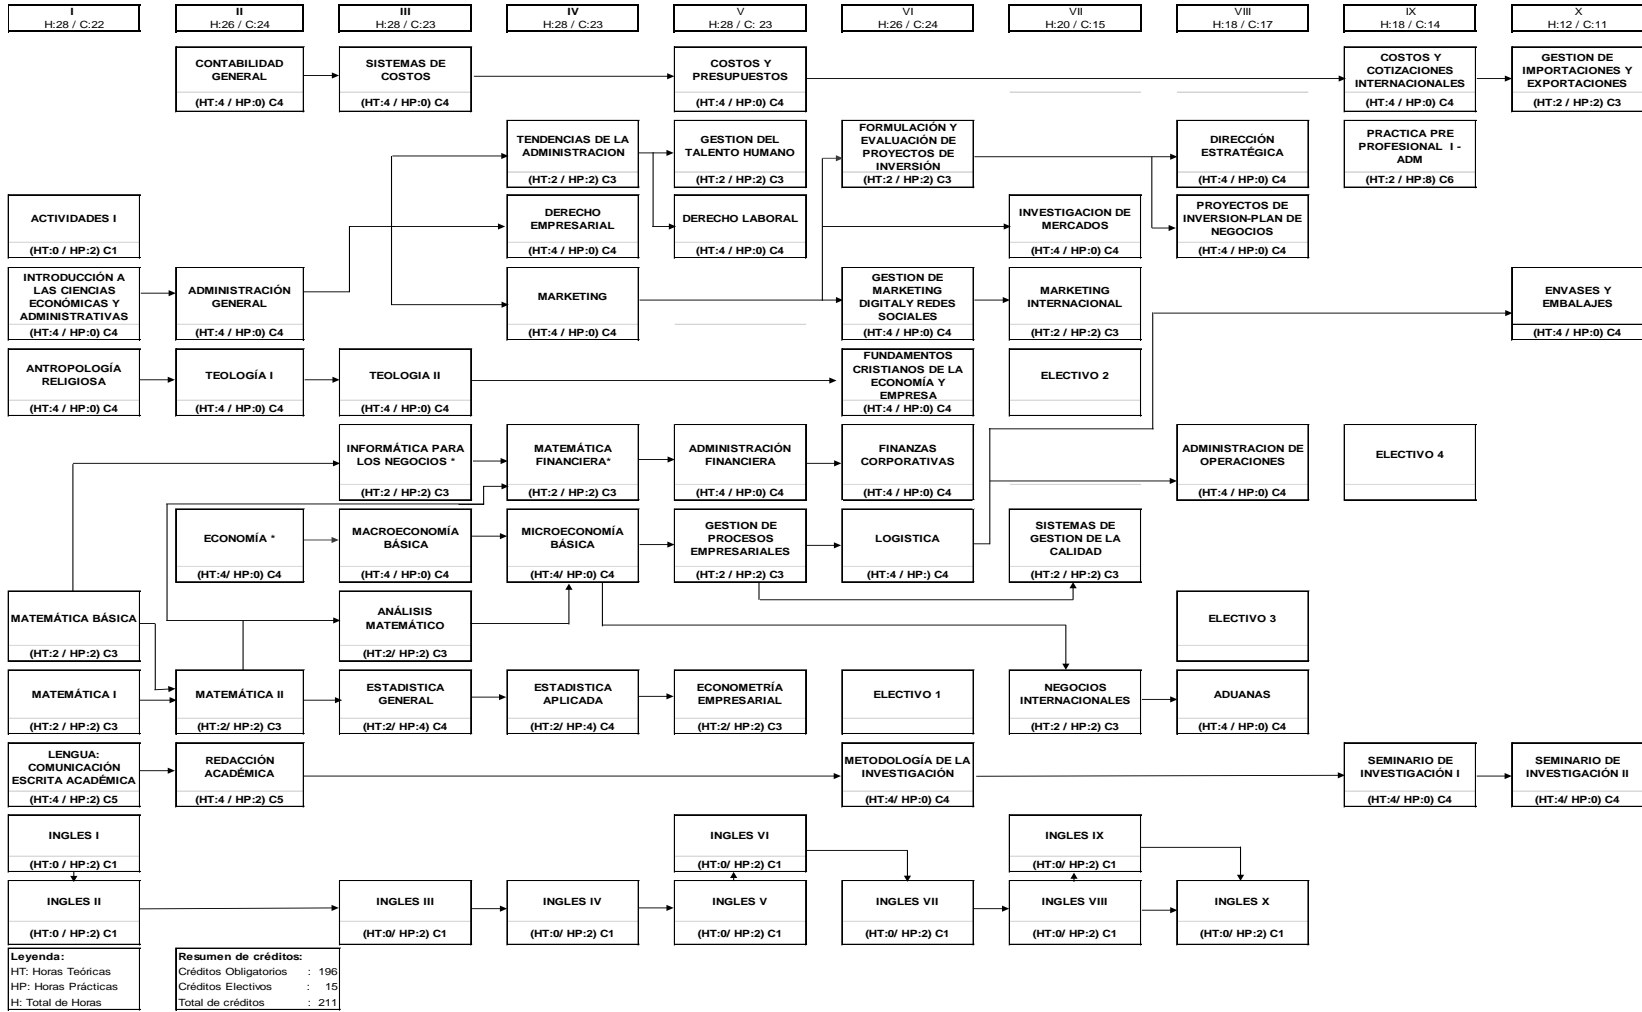 I
H:28 / C:22
II
H:26 / C:24
III
H:28 / C:23
IV
H:28 / C:23
V
H:28 / C: 23
VI
H:26 / C:24
VII
H:20 / C:15
VIII
H:18 / C:17
IX
H:18 / C:14
X
H:12 / C:11
CONTABILIDAD
GENERAL
(HT:4 / HP:0) C4
SISTEMAS DE
COSTOS
(HT:4 / HP:0) C4
COSTOS Y
PRESUPUESTOS
(HT:4 / HP:0) C4
COSTOS Y
COTIZACIONES
INTERNACIONALES
(HT:4 / HP:0) C4
GESTION DE
IMPORTACIONES Y
EXPORTACIONES
(HT:2 / HP:2) C3
TENDENCIAS DE LA
ADMINISTRACION
(HT:2 / HP:2) C3
GESTION DEL
TALENTO HUMANO
(HT:2 / HP:2) C3
FORMULACIÓN Y
EVALUACIÓN DE
PROYECTOS DE
INVERSIÓN
(HT:2 / HP:2) C3
DIRECCIÓN
ESTRATÉGICA
(HT:4 / HP:0) C4
PRACTICA PRE
PROFESIONAL I -
ADM
(HT:2 / HP:8) C6
ACTIVIDADES I
(HT:0 / HP:2) C1
DERECHO
EMPRESARIAL
(HT:4 / HP:0) C4
DERECHO LABORAL
(HT:4 / HP:0) C4
INVESTIGACION DE
MERCADOS
(HT:4 / HP:0) C4
PROYECTOS DE
INVERSION-PLAN DE
NEGOCIOS
(HT:4 / HP:0) C4
INTRODUCCIÓN A
LAS CIENCIAS
ECONÓMICAS Y
ADMINISTRATIVAS
(HT:4 / HP:0) C4
ADMINISTRACIÓN
GENERAL
(HT:4 / HP:0) C4
MARKETING
(HT:4 / HP:0) C4
GESTION DE
MARKETING
DIGITALY REDES
SOCIALES
(HT:4 / HP:0) C4
MARKETING
INTERNACIONAL
(HT:2 / HP:2) C3
ENVASES Y
EMBALAJES
(HT:4 / HP:0) C4
ANTROPOLOGÍA
RELIGIOSA
(HT:4 / HP:0) C4
TEOLOGÍA I
(HT:4 / HP:0) C4
TEOLOGIA II
(HT:4 / HP:0) C4
FUNDAMENTOS
CRISTIANOS DE LA
ECONOMÍA Y
EMPRESA
(HT:4 / HP:0) C4
ELECTIVO 2
INFORMÁTICA PARA
LOS NEGOCIOS *
(HT:2 / HP:2) C3
MATEMÁTICA
FINANCIERA*
(HT:2 / HP:2) C3
ADMINISTRACIÓN
FINANCIERA
(HT:4 / HP:0) C4
FINANZAS
CORPORATIVAS
(HT:4 / HP:0) C4
ADMINISTRACION DE
OPERACIONES
(HT:4 / HP:0) C4
ELECTIVO 4
ECONOMÍA *
(HT:4/ HP:0) C4
MACROECONOMÍA
BÁSICA
(HT:4 / HP:0) C4
MICROECONOMÍA
BÁSICA
(HT:4/ HP:0) C4
GESTION DE
PROCESOS
EMPRESARIALES
(HT:2 / HP:2) C3
LOGISTICA
(HT:4 / HP:) C4
SISTEMAS DE
GESTION DE LA
CALIDAD
(HT:2 / HP:2) C3
MATEMÁTICA BÁSICA
(HT:2 / HP:2) C3
ANÁLISIS
MATEMÁTICO
(HT:2/ HP:2) C3
ELECTIVO 3
MATEMÁTICA I
(HT:2 / HP:2) C3
MATEMÁTICA II
(HT:2/ HP:2) C3
ESTADISTICA
GENERAL
(HT:2/ HP:4) C4
ESTADISTICA
APLICADA
(HT:2/ HP:4) C4
ECONOMETRÍA
EMPRESARIAL
(HT:2/ HP:2) C3
ELECTIVO 1
NEGOCIOS
INTERNACIONALES
(HT:2 / HP:2) C3
ADUANAS
(HT:4 / HP:0) C4
LENGUA:
COMUNICACIÓN
ESCRITA ACADÉMICA
(HT:4 / HP:2) C5
REDACCIÓN
ACADÉMICA
(HT:4 / HP:2) C5
METODOLOGÍA DE LA
INVESTIGACIÓN
(HT:4/ HP:0) C4
SEMINARIO DE
INVESTIGACIÓN I
(HT:4/ HP:0) C4
SEMINARIO DE
INVESTIGACIÓN II
(HT:4/ HP:0) C4
INGLES I
(HT:0 / HP:2) C1
INGLES VI
(HT:0/ HP:2) C1
INGLES IX
(HT:0/ HP:2) C1
INGLES II
(HT:0 / HP:2) C1
INGLES III
(HT:0/ HP:2) C1
INGLES IV
(HT:0/ HP:2) C1
INGLES V
(HT:0/ HP:2) C1
INGLES VII
(HT:0/ HP:2) C1
INGLES VIII
(HT:0/ HP:2) C1
INGLES X
(HT:0/ HP:2) C1
Leyenda:
HT: Horas Teóricas
HP: Horas Prácticas
H: Total de Horas
Resumen de créditos:
Créditos Obligatorios : 196
Créditos Electivos : 15
Total de créditos : 211